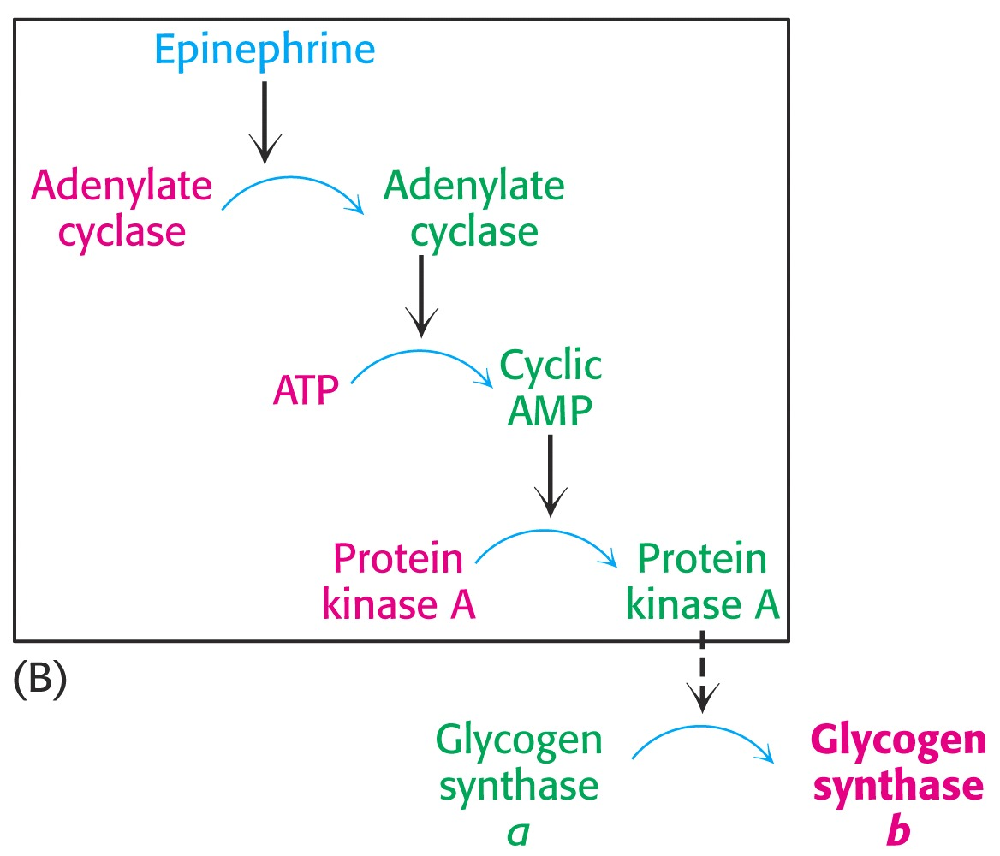 Epinephrine
Adenylate
cyclase
Adenylate
cyclase
ATP
Cyclic
AMP
Protein
kinase A
Protein
kinase A
(B)
Glycogen
synthase
a
Glycogen
synthase
b